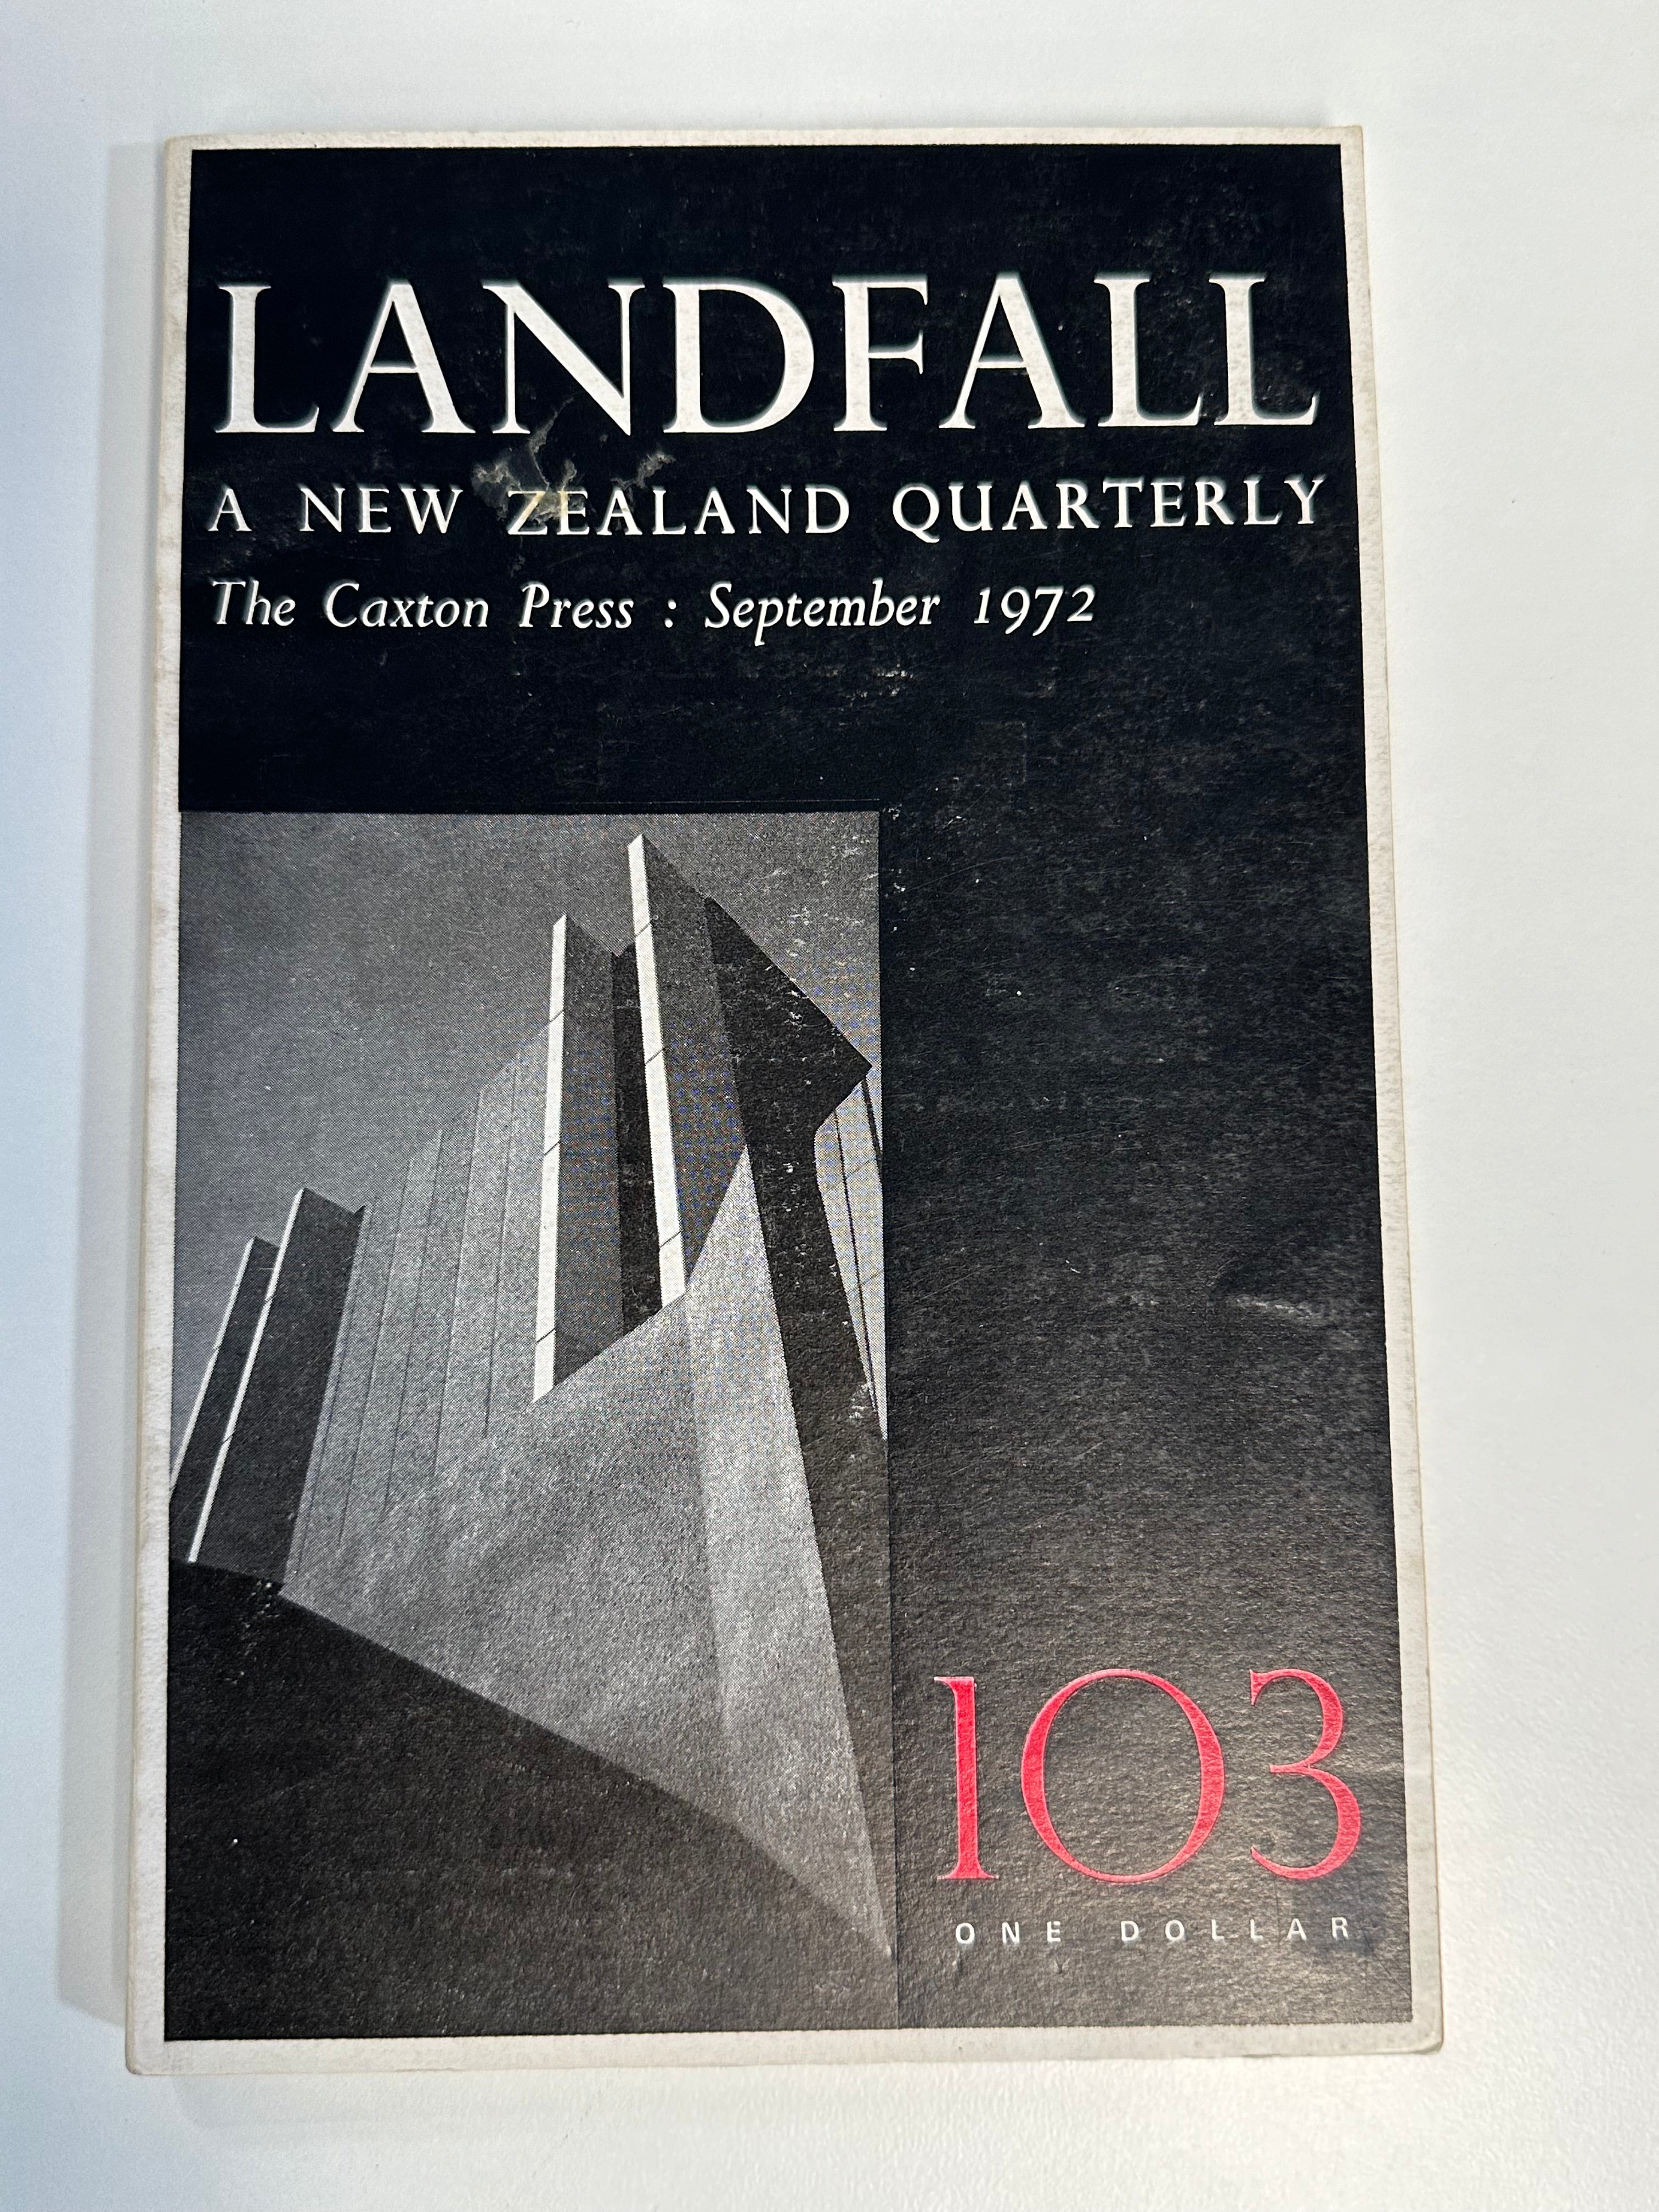 LANDFALL
A NEW ZEALAND QUARTERLY
The Caxton Press : September 1972
103
ONE DOLLAR